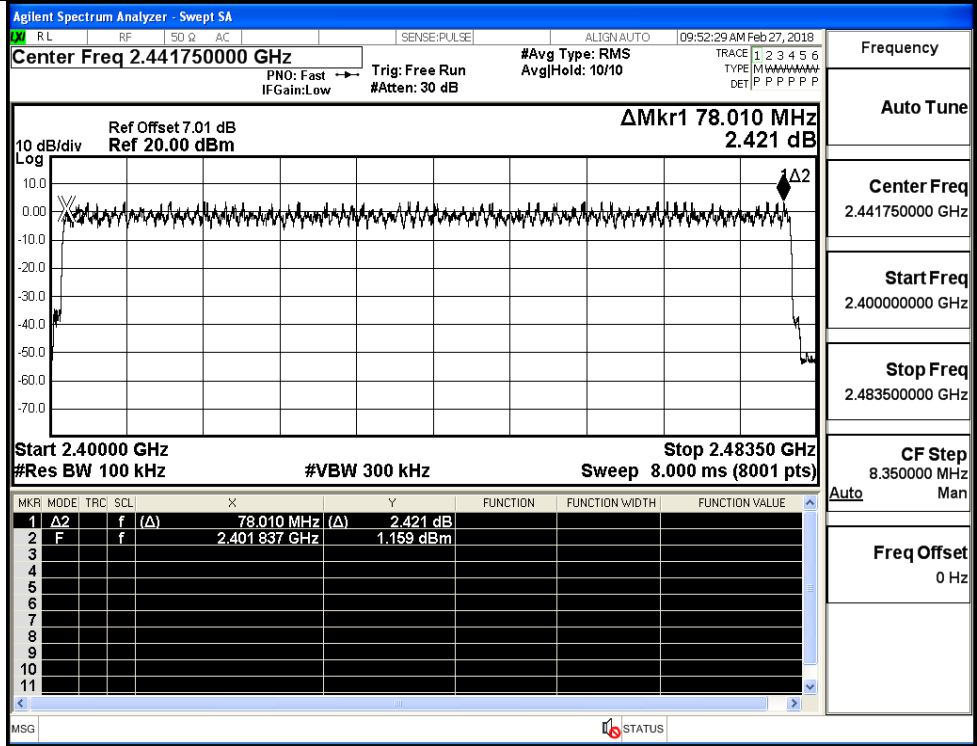 Agilent Spectrum Analyzer - Swept SA
LXI RL RF 50 Ω AC SENSE:PULSE ALIGNAUTO 09:52:29 AM Feb 27, 2018
Center Freq 2.441750000 GHz
PNO: Fast
IFGain:Low
Trig: Free Run
#Atten: 30 dB
#Avg Type: RMS
Avg|Hold: 10/10
TRACE 1 2 3 4 5 6
TYPE M WWWWW
DET P P P P P P
Frequency
ΔMkr1 78.010 MHz
2.421 dB
Ref Offset 7.01 dB
10 dB/div Ref 20.00 dBm
Log
10.0
0.00
-10.0
-20.0
-30.0
-40.0
-50.0
-60.0
-70.0
1Δ2
Start 2.40000 GHz Stop 2.48350 GHz
#Res BW 100 kHz #VBW 300 kHz Sweep 8.000 ms (8001 pts)
MKR MODE TRC SCL X Y FUNCTION FUNCTION WIDTH FUNCTION VALUE
1 Δ2 f (Δ) 78.010 MHz (Δ) 2.421 dB
2 F f 2.401 837 GHz 1.159 dBm
3
4
5
6
7
8
9
10
11
Auto Tune
Center Freq
2.441750000 GHz
Start Freq
2.400000000 GHz
Stop Freq
2.483500000 GHz
CF Step
8.350000 MHz
Auto Man
Freq Offset
0 Hz
MSG STATUS